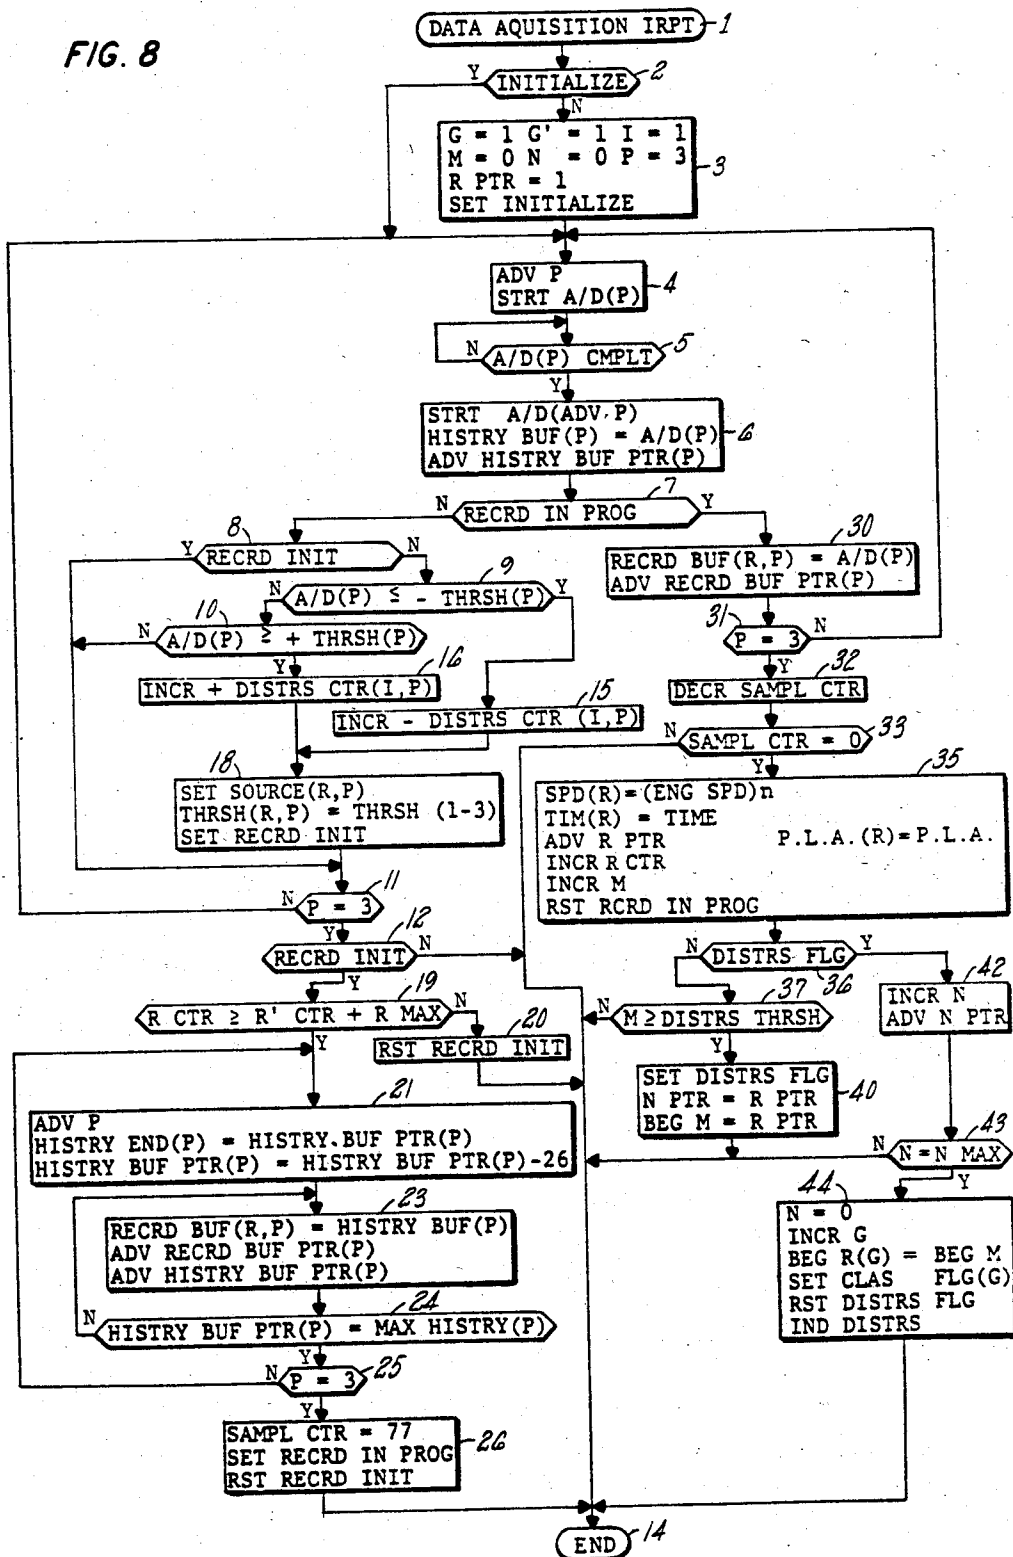 FIG. 8
DATA AQUISITION IRPT 1
INITIALIZE 2
Y
N
G = 1 G' = 1 I = 1
M = 0 N = 0 P = 3
R PTR = 1
SET INITIALIZE
3
ADV P
STRT A/D(P)
4
A/D(P) CMPLT 5
N
Y
STRT A/D(ADV P)
HISTRY BUF(P) = A/D(P)
ADV HISTRY BUF PTR(P)
6
RECRD IN PROG 7
N
Y
RECRD INIT 8
Y
N
A/D(P) ≤ - THRSH(P) 9
N
Y
A/D(P) ≥ + THRSH(P) 10
N
Y
INCR + DISTRS CTR(I,P) 16
INCR - DISTRS CTR (I,P) 15
18
SET SOURCE(R,P)
THRSH(R,P) = THRSH (1-3)
SET RECRD INIT
P = 3 11
N
Y
RECRD INIT 12
N
Y
R CTR ≥ R' CTR + R MAX 19
N
Y
RST RECRD INIT 20
21
ADV P
HISTRY END(P) = HISTRY BUF PTR(P)
HISTRY BUF PTR(P) = HISTRY BUF PTR(P)-26
23
RECRD BUF(R,P) = HISTRY BUF(P)
ADV RECRD BUF PTR(P)
ADV HISTRY BUF PTR(P)
HISTRY BUF PTR(P) = MAX HISTRY(P) 24
N
Y
P = 3 25
N
Y
SAMPL CTR = 77
SET RECRD IN PROG
RST RECRD INIT
26
30
RECRD BUF(R,P) = A/D(P)
ADV RECRD BUF PTR(P)
31
P = 3
N
Y
DECR SAMPL CTR 32
SAMPL CTR = 0 33
N
Y
35
SPD(R)=(ENG SPD)n
TIM(R) = TIME
ADV R PTR P.L.A.(R)=P.L.A.
INCR R CTR
INCR M
RST RCRD IN PROG
DISTRS FLG 36
N
Y
M ≥ DISTRS THRSH 37
N
Y
SET DISTRS FLG
N PTR = R PTR
BEG M = R PTR
40
42
INCR N
ADV N PTR
N = N MAX 43
N
Y
44
N = 0
INCR G
BEG R(G) = BEG M
SET CLAS FLG(G)
RST DISTRS FLG
IND DISTRS
END 14